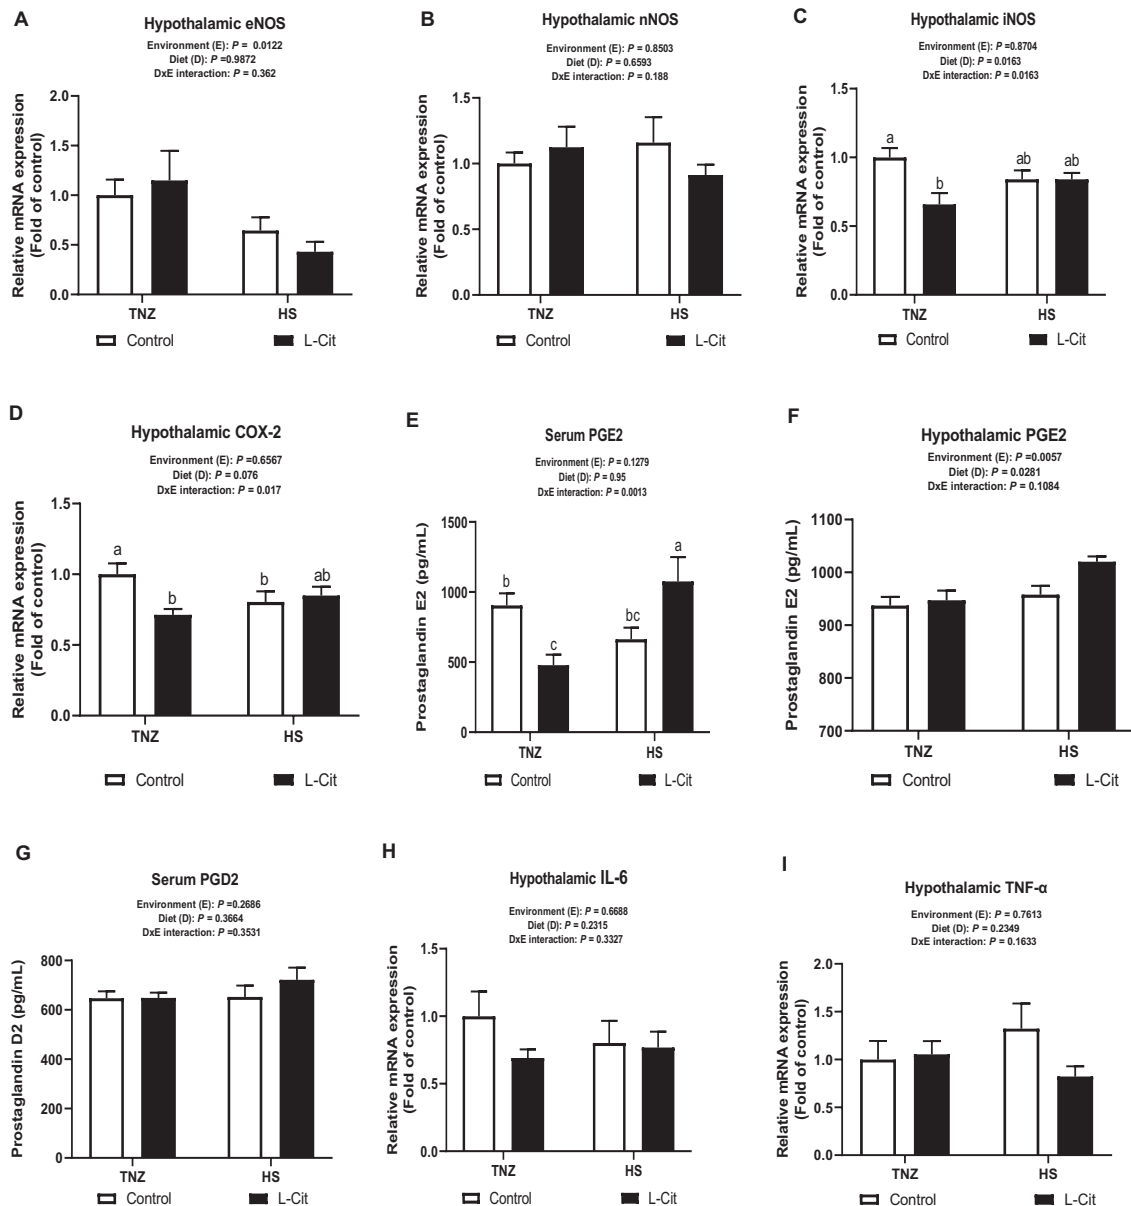 A
Hypothalamic eNOS
Environment (E): P = 0.0122
Diet (D): P =0.9872
DxE interaction: P = 0.362
Relative mRNA expression
(Fold of control)
2.0
1.5
1.0
0.5
0.0
TNZ
HS
Control
L-Cit
B
Hypothalamic nNOS
Environment (E): P = 0.8503
Diet (D): P = 0.6593
DxE interaction: P = 0.188
Relative mRNA expression
(Fold of control)
1.5
1.0
0.5
0.0
TNZ
HS
Control
L-Cit
C
Hypothalamic iNOS
Environment (E): P =0.8704
Diet (D): P = 0.0163
DxE interaction: P = 0.0163
Relative mRNA expression
(Fold of control)
1.5
1.0
0.5
0.0
a
b
ab
ab
TNZ
HS
Control
L-Cit
D
Hypothalamic COX-2
Environment (E): P =0.6567
Diet (D): P = 0.076
DxE interaction: P = 0.017
Relative mRNA expression
(Fold of control)
1.5
1.0
0.5
0.0
a
b
b
ab
TNZ
HS
Control
L-Cit
E
Serum PGE2
Environment (E): P = 0.1279
Diet (D): P = 0.95
DxE interaction: P = 0.0013
Prostaglandin E2 (pg/mL)
1500
1000
500
0
b
c
bc
a
TNZ
HS
Control
L-Cit
F
Hypothalamic PGE2
Environment (E): P =0.0057
Diet (D): P = 0.0281
DxE interaction: P = 0.1084
Prostaglandin E2 (pg/mL)
1100
1000
900
800
700
TNZ
HS
Control
L-Cit
G
Serum PGD2
Environment (E): P =0.2686
Diet (D): P = 0.3664
DxE interaction: P =0.3531
Prostaglandin D2 (pg/mL)
800
600
400
200
0
TNZ
HS
Control
L-Cit
H
Hypothalamic IL-6
Environment (E): P = 0.6688
Diet (D): P = 0.2315
DxE interaction: P = 0.3327
Relative mRNA expression
(Fold of control)
1.5
1.0
0.5
0.0
TNZ
HS
Control
L-Cit
I
Hypothalamic TNF-α
Environment (E): P = 0.7613
Diet (D): P = 0.2349
DxE interaction: P = 0.1633
Relative mRNA expression
(Fold of control)
2.0
1.5
1.0
0.5
0.0
TNZ
HS
Control
L-Cit